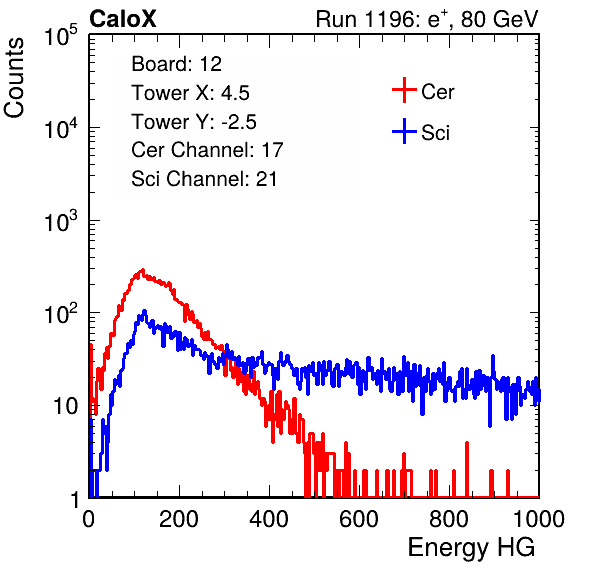 CaloX Run 1196: e⁺, 80 GeV
Counts
10⁵
10⁴
10³
10²
10
1
Board: 12
Tower X: 4.5
Tower Y: -2.5
Cer Channel: 17
Sci Channel: 21
Cer
Sci
0 200 400 600 800 1000
Energy HG